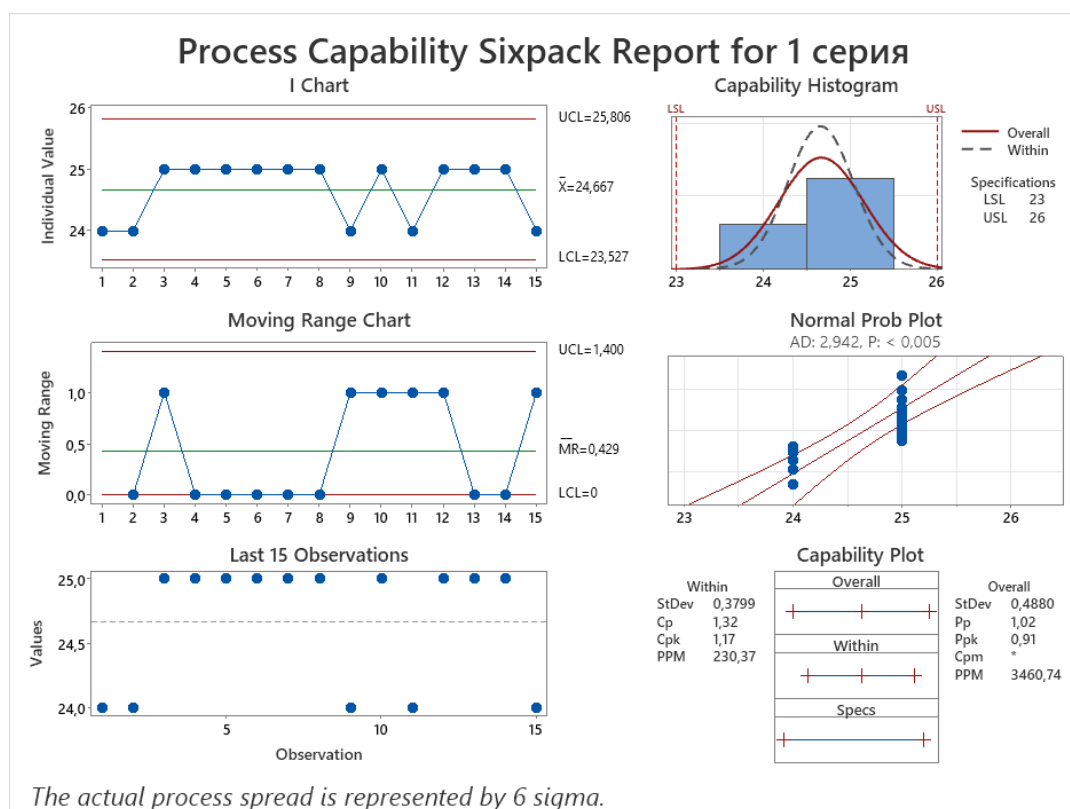 Process Capability Sixpack Report for 1 серия
I Chart
Individual Value
26
25
24
UCL=25,806
X̄=24,667
LCL=23,527
1 2 3 4 5 6 7 8 9 10 11 12 13 14 15
Capability Histogram
LSL USL
Overall
Within
Specifications
LSL 23
USL 26
23 24 25 26
Moving Range Chart
Moving Range
1,0
0,5
0,0
UCL=1,400
M̄R̄=0,429
LCL=0
1 2 3 4 5 6 7 8 9 10 11 12 13 14 15
Normal Prob Plot
AD: 2,942, P: < 0,005
23 24 25 26
Last 15 Observations
Values
25,0
24,5
24,0
5 10 15
Observation
Capability Plot
Within
StDev 0,3799
Cp 1,32
Cpk 1,17
PPM 230,37
Overall
Within
Specs
Overall
StDev 0,4880
Pp 1,02
Ppk 0,91
Cpm *
PPM 3460,74
The actual process spread is represented by 6 sigma.